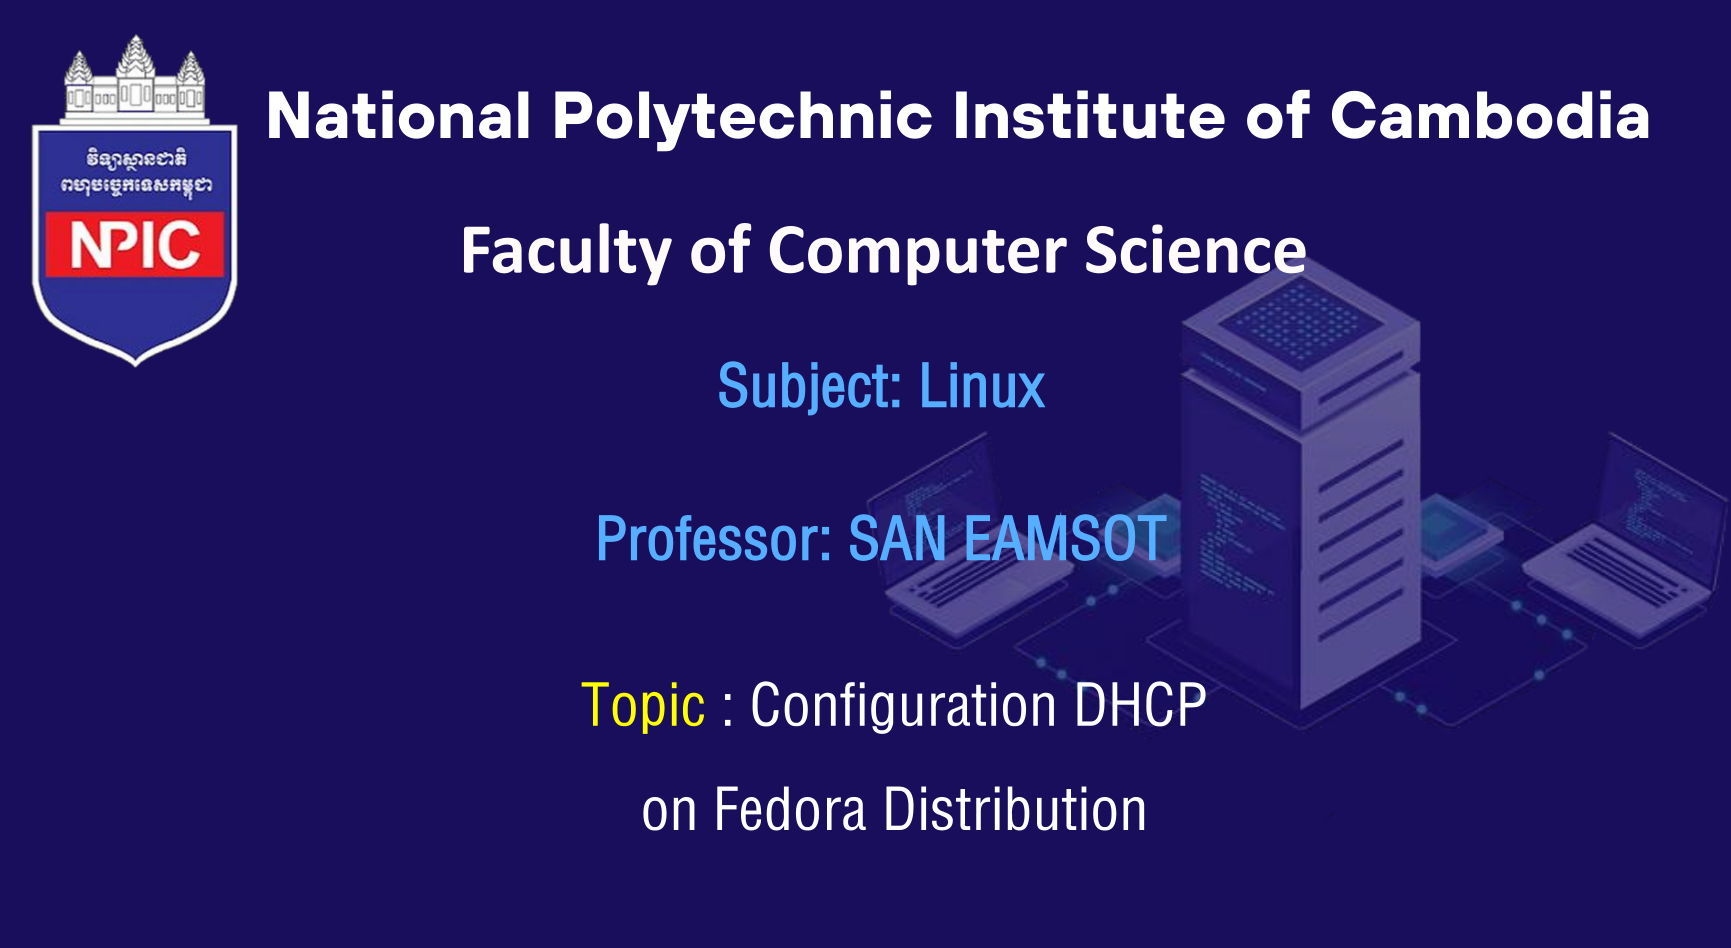 វិទ្យាស្ថានជាតិ
ពហុបច្ចេកទេសកម្ពុជា
NPIC
National Polytechnic Institute of Cambodia
Faculty of Computer Science
Subject: Linux
Professor: SAN EAMSOT
Topic : Configuration DHCP
on Fedora Distribution